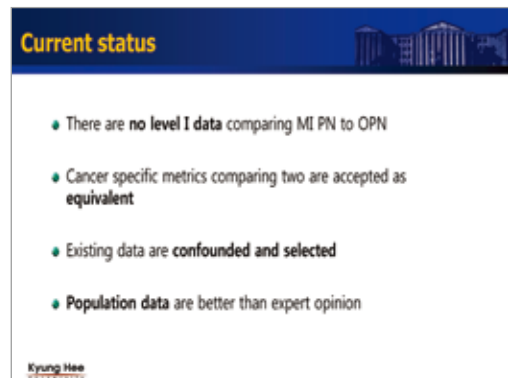 Current status
There are no level I data comparing MI PN to OPN
Cancer specific metrics comparing two are accepted as
equivalent
Existing data are confounded and selected
Population data are better than expert opinion
Kyung Hee